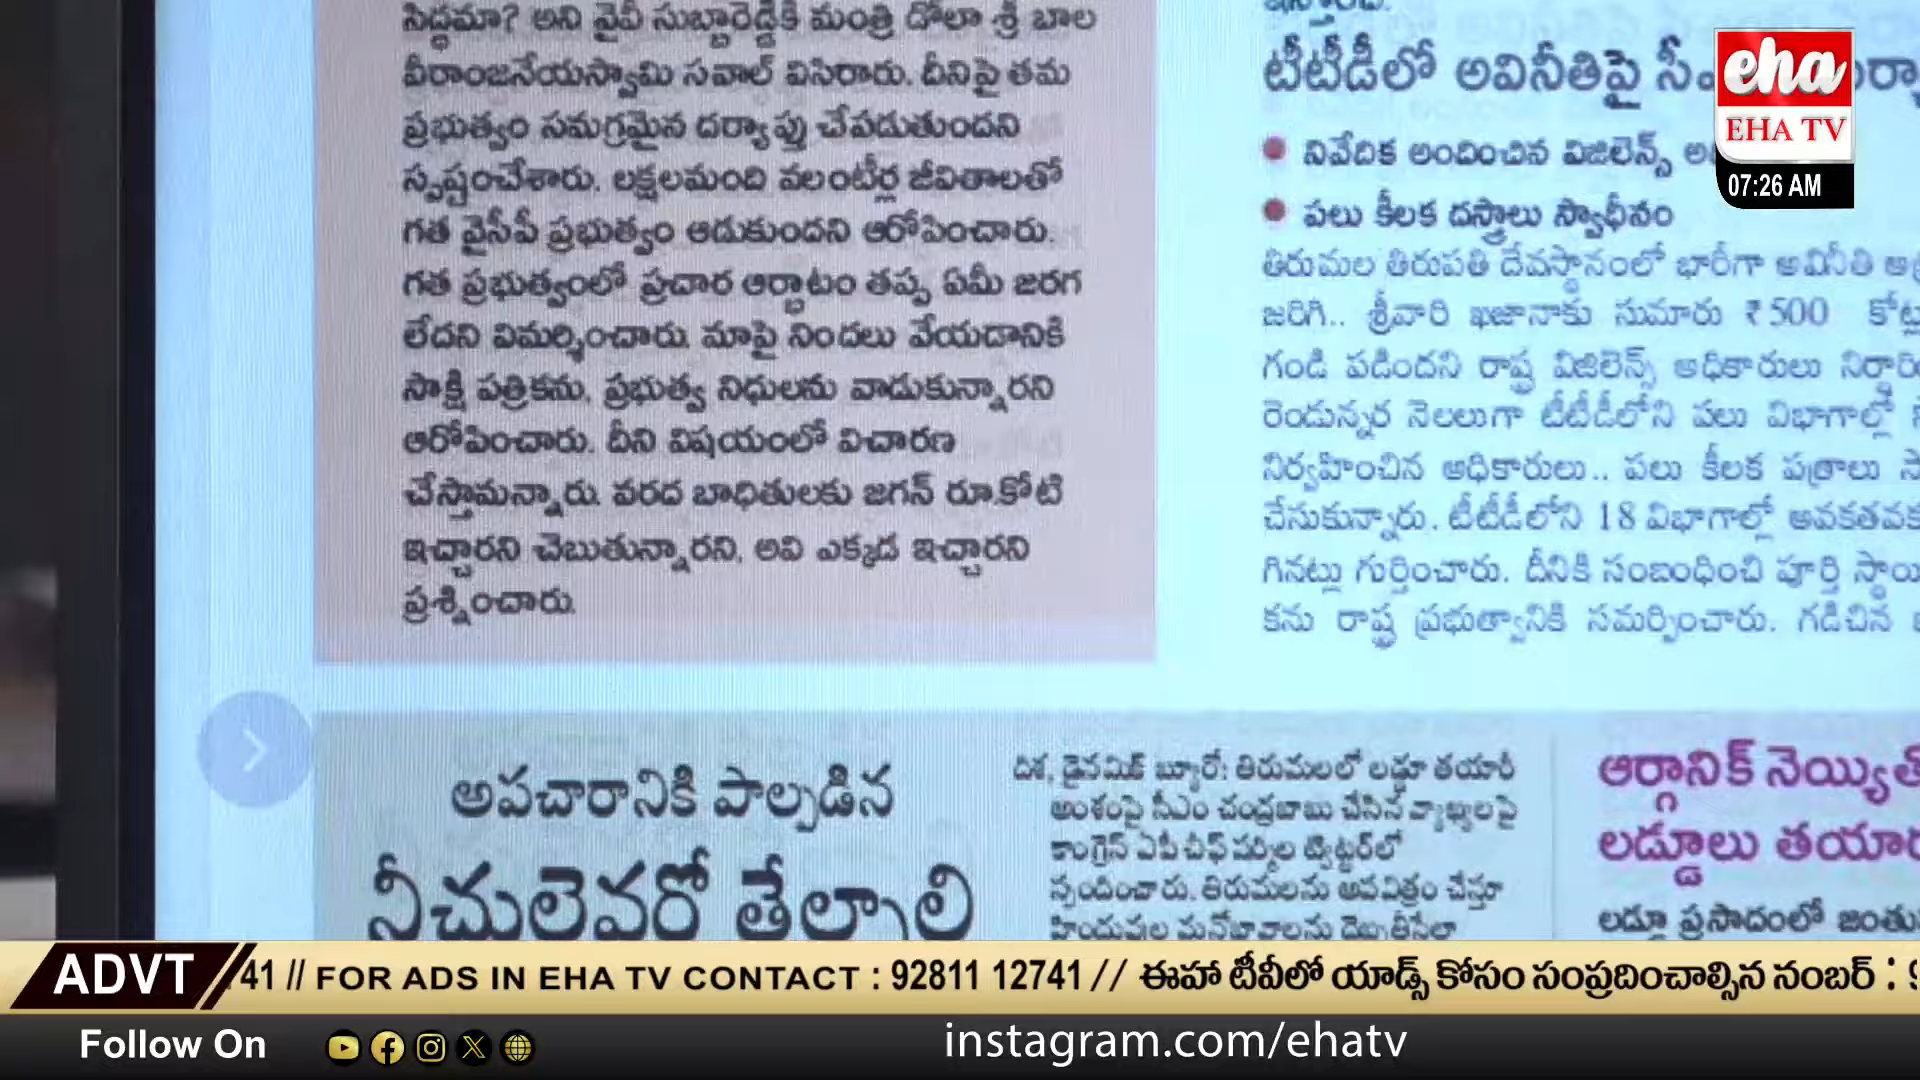 సిద్ధమా? అని వైవీ సుబ్బారెడ్డికి మంత్రి డోలా శ్రీ బాల
వీరాంజనేయస్వామి సవాల్ విసిరారు. దీనిపై తమ
ప్రభుత్వం సమగ్రమైన దర్యాప్తు చేపడుతుందని
స్పష్టంచేశారు. లక్షలమంది వలంటీర్ల జీవితాలతో
గత వైసీపీ ప్రభుత్వం ఆడుకుందని ఆరోపించారు.
గత ప్రభుత్వంలో ప్రచార ఆర్భాటం తప్ప ఏమీ జరగ
లేదని విమర్శించారు. మాపై నిందలు వేయడానికి
సాక్షి పత్రికను, ప్రభుత్వ నిధులను వాడుకున్నారని
ఆరోపించారు. దీని విషయంలో విచారణ
చేస్తామన్నారు. వరద బాధితులకు జగన్ రూ.కోటి
ఇచ్చారని చెబుతున్నారని, అవి ఎక్కడ ఇచ్చారని
ప్రశ్నించారు.
టీటీడీలో అవినీతిపై
నివేదిక అందించిన విజిలెన్స్
పలు కీలక దస్త్రాలు స్వాధీనం
తిరుమల తిరుపతి దేవస్థానంలో భారీగా అవినీతి
జరిగి.. శ్రీవారి ఖజానాకు సుమారు ₹500
గండి పడిందని రాష్ట్ర విజిలెన్స్ అధికారులు
రెండున్నర నెలలుగా టీటీడీలోని పలు విభాగాల్లో
నిర్వహించిన అధికారులు.. పలు కీలక పత్రాలు
చేసుకున్నారు. టీటీడీలోని 18 విభాగాల్లో
గినట్లు గుర్తించారు. దీనికి సంబంధించి పూర్తి
కను రాష్ట్ర ప్రభుత్వానికి సమర్పించారు. గడిచిన
అపచారానికి పాల్పడిన
నీచులెవరో తేల్చాలి
దిశ, డైనమిక్ బ్యూరో: తిరుమలలో లడ్డూ తయారీ
అంశంపై సీఎం చంద్రబాబు చేసిన వ్యాఖ్యలపై
కాంగ్రెస్ ఏపీ చీఫ్ షర్మిల ట్విట్టర్‌లో
స్పందించారు. తిరుమలను అపవిత్రం చేస్తూ
హిందువుల మనోభావాలను దెబ్బతీసేలా
ఆర్గానిక్
లడ్డూలు
లడ్డూ ప్రసాదంలో
eha
EHA TV
07:26 AM
ADVT 41 // FOR ADS IN EHA TV CONTACT : 92811 12741 // ఈహా టీవీలో యాడ్స్ కోసం సంప్రదించాల్సిన నంబర్ : 9
Follow On
instagram.com/ehatv